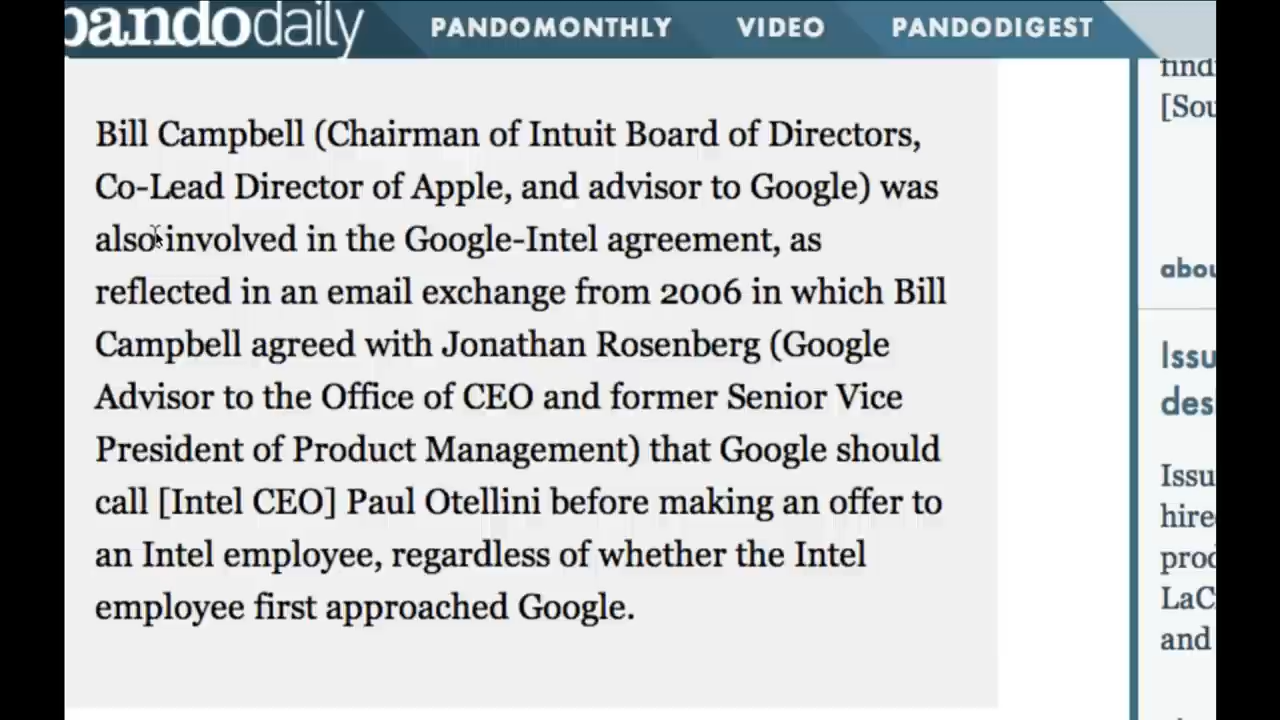 pandodaily PANDOMONTHLY VIDEO PANDODIGEST
Bill Campbell (Chairman of Intuit Board of Directors,
Co-Lead Director of Apple, and advisor to Google) was
also involved in the Google-Intel agreement, as
reflected in an email exchange from 2006 in which Bill
Campbell agreed with Jonathan Rosenberg (Google
Advisor to the Office of CEO and former Senior Vice
President of Product Management) that Google should
call [Intel CEO] Paul Otellini before making an offer to
an Intel employee, regardless of whether the Intel
employee first approached Google.
and